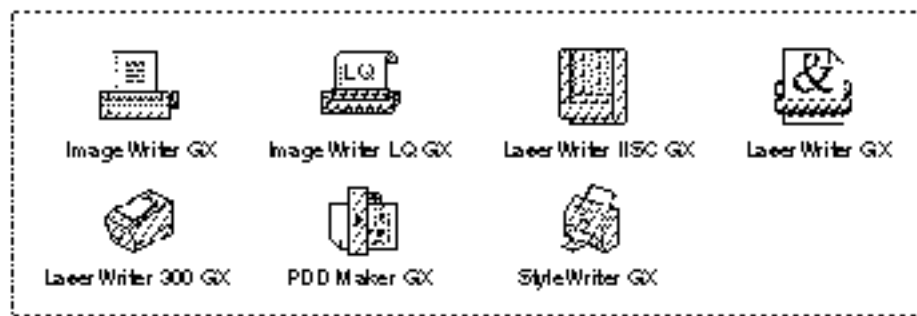 LQ
&
ImageWriter GX
ImageWriter LQ GX
LaserWriter IISC GX
LaserWriter GX
LaserWriter 300 GX
PDD Maker GX
StyleWriter GX